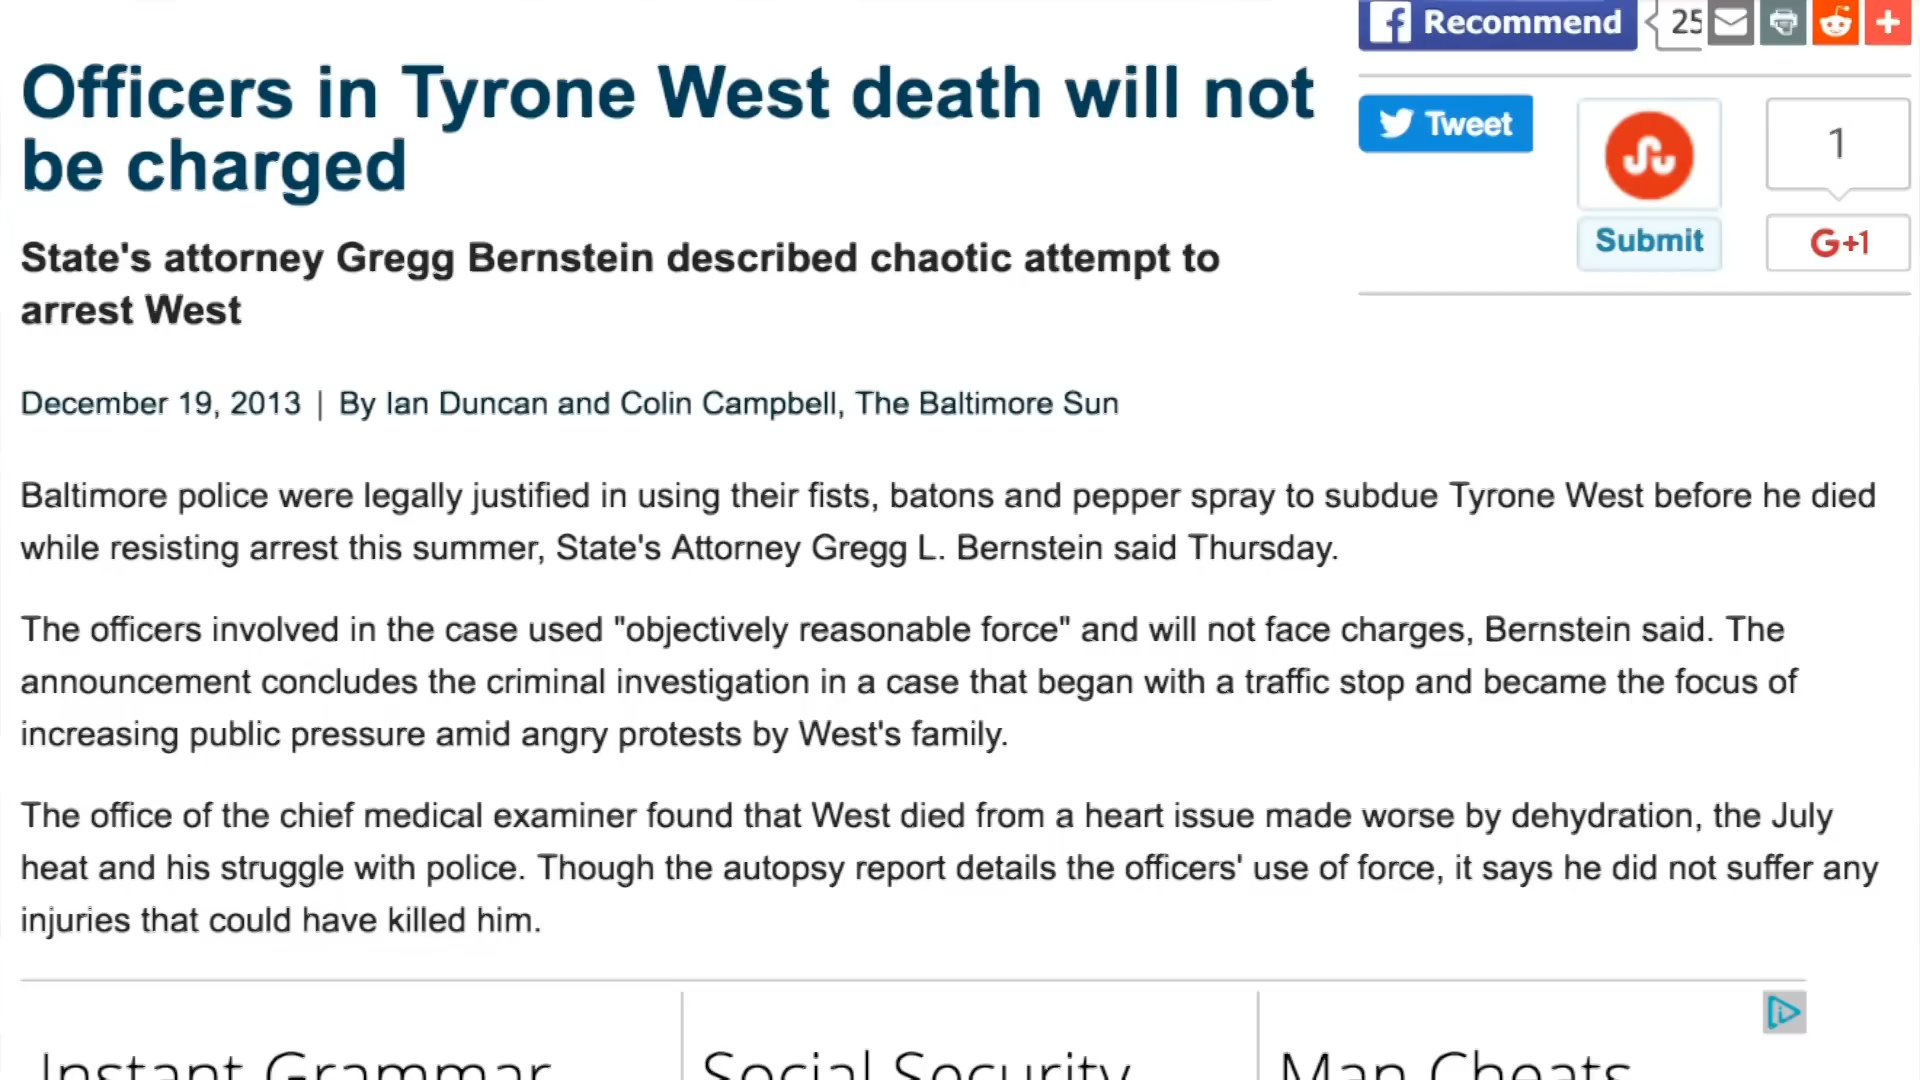 Recommend
25
Officers in Tyrone West death will not
be charged
Tweet
1
Submit
G+1
State's attorney Gregg Bernstein described chaotic attempt to
arrest West
December 19, 2013 | By Ian Duncan and Colin Campbell, The Baltimore Sun
Baltimore police were legally justified in using their fists, batons and pepper spray to subdue Tyrone West before he died
while resisting arrest this summer, State's Attorney Gregg L. Bernstein said Thursday.
The officers involved in the case used "objectively reasonable force" and will not face charges, Bernstein said. The
announcement concludes the criminal investigation in a case that began with a traffic stop and became the focus of
increasing public pressure amid angry protests by West's family.
The office of the chief medical examiner found that West died from a heart issue made worse by dehydration, the July
heat and his struggle with police. Though the autopsy report details the officers' use of force, it says he did not suffer any
injuries that could have killed him.
Instant Grammar
Social Security
Man Cheats